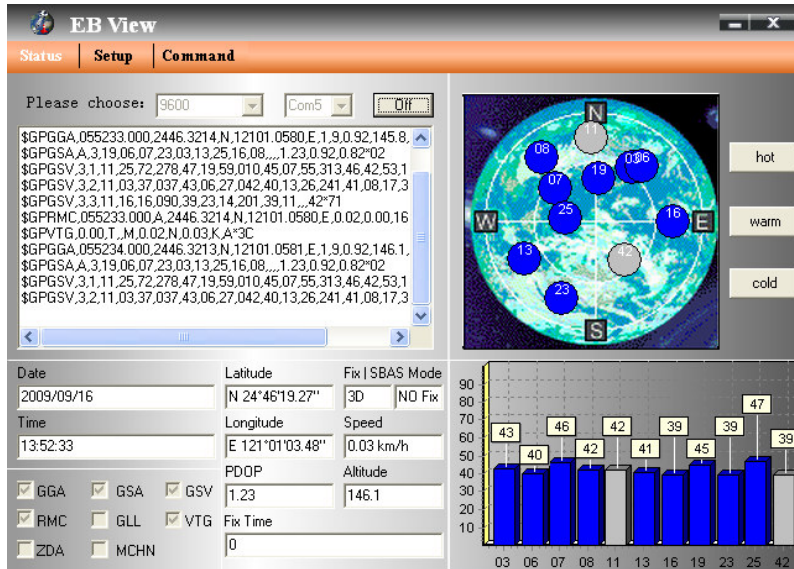 EB View
Status Setup Command
Please choose: 9600 Com5 Off
$GPGGA,055233.000,2446.3214,N,12101.0580,E,1,9,0.92,145.8,
$GPGSA,A,3,19,06,07,23,03,13,25,16,08,,,,1.23,0.92,0.82*02
$GPGSV,3,1,11,25,72,278,47,19,59,010,45,07,55,313,46,42,53,1
$GPGSV,3,2,11,03,37,037,43,06,27,042,40,13,26,241,41,08,17,3
$GPGSV,3,3,11,16,16,090,39,23,14,201,39,11,,,42*71
$GPRMC,055233.000,A,2446.3214,N,12101.0580,E,0.02,0.00,16
$GPVTG,0.00,T,,M,0.02,N,0.03,K,A*3C
$GPGGA,055234.000,2446.3213,N,12101.0581,E,1,9,0.92,146.1,
$GPGSA,A,3,19,06,07,23,03,13,25,16,08,,,,1.23,0.92,0.82*02
$GPGSV,3,1,11,25,72,278,47,19,59,010,45,07,55,313,46,42,53,1
$GPGSV,3,2,11,03,37,037,43,06,27,042,40,13,26,241,41,08,17,3
N
11
08
19
03 06
07
25
W
16
E
13
42
23
S
hot
warm
cold
Date
2009/09/16
Time
13:52:33
GGA GSA GSV
RMC GLL VTG
ZDA MCHN
Latitude
N 24°46'19.27"
Longitude
E 121°01'03.48"
PDOP
1.23
Fix Time
0
Fix | SBAS Mode
3D NO Fix
Speed
0.03 km/h
Altitude
146.1
90
80
70
60
50
40
30
20
10
43 40 46 42 42 41 39 45 39 47 39
03 06 07 08 11 13 16 19 23 25 42